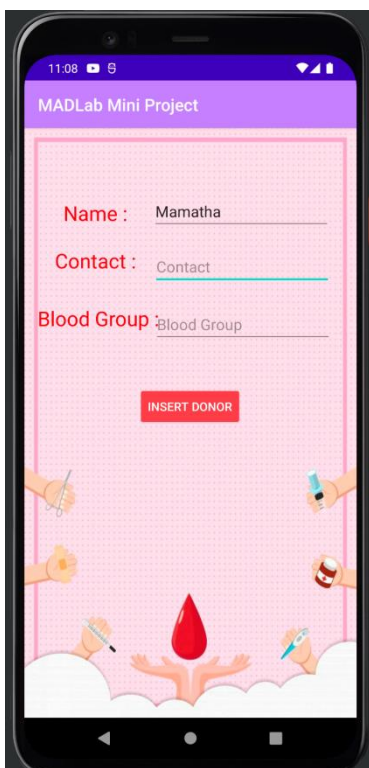 11:08
MADLab Mini Project
Name : Mamatha
Contact : Contact
Blood Group : Blood Group
INSERT DONOR